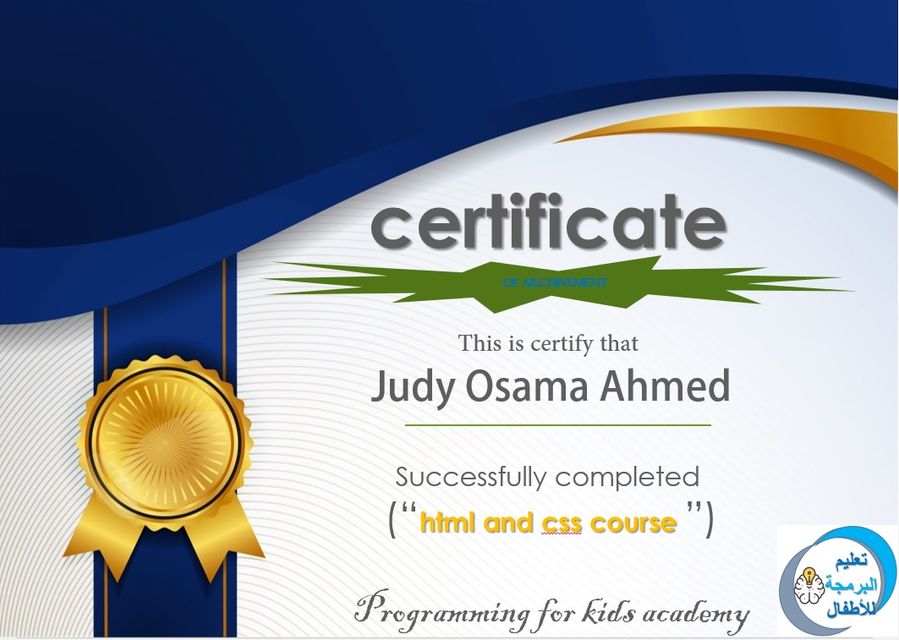 certificate
OF ARCHIVEMENT
This is certify that
Judy Osama Ahmed
Successfully completed
(“html and css course ”)
Programming for kids academy
تعليم
البرمجة
للأطفال